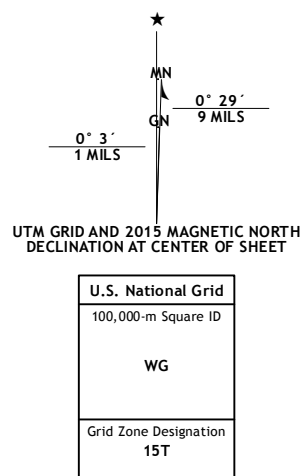 ★
MN
0° 29´
9 MILS
GN
0° 3´
1 MILS
UTM GRID AND 2015 MAGNETIC NORTH
DECLINATION AT CENTER OF SHEET
U.S. National Grid
100,000-m Square ID
WG
Grid Zone Designation
15T